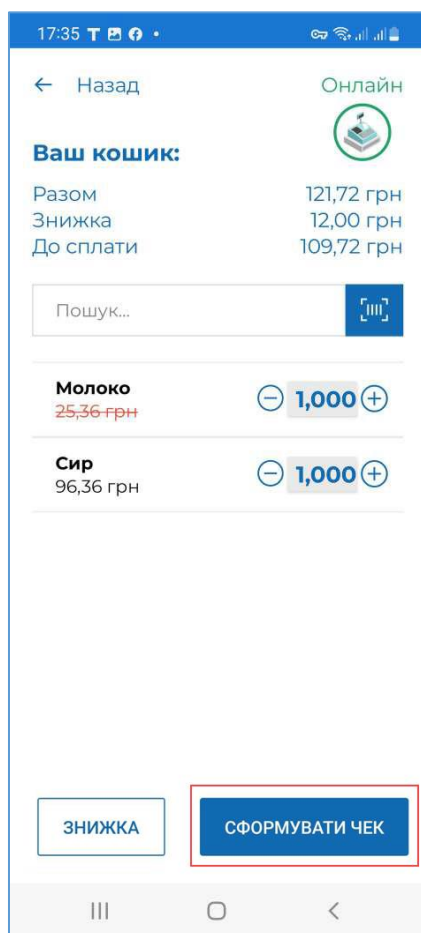 17:35
← Назад
Онлайн
Ваш кошик:
Разом 121,72 грн
Знижка 12,00 грн
До сплати 109,72 грн
Пошук...
Молоко
25,36 грн
1,000
Сир
96,36 грн
1,000
ЗНИЖКА
СФОРМУВАТИ ЧЕК